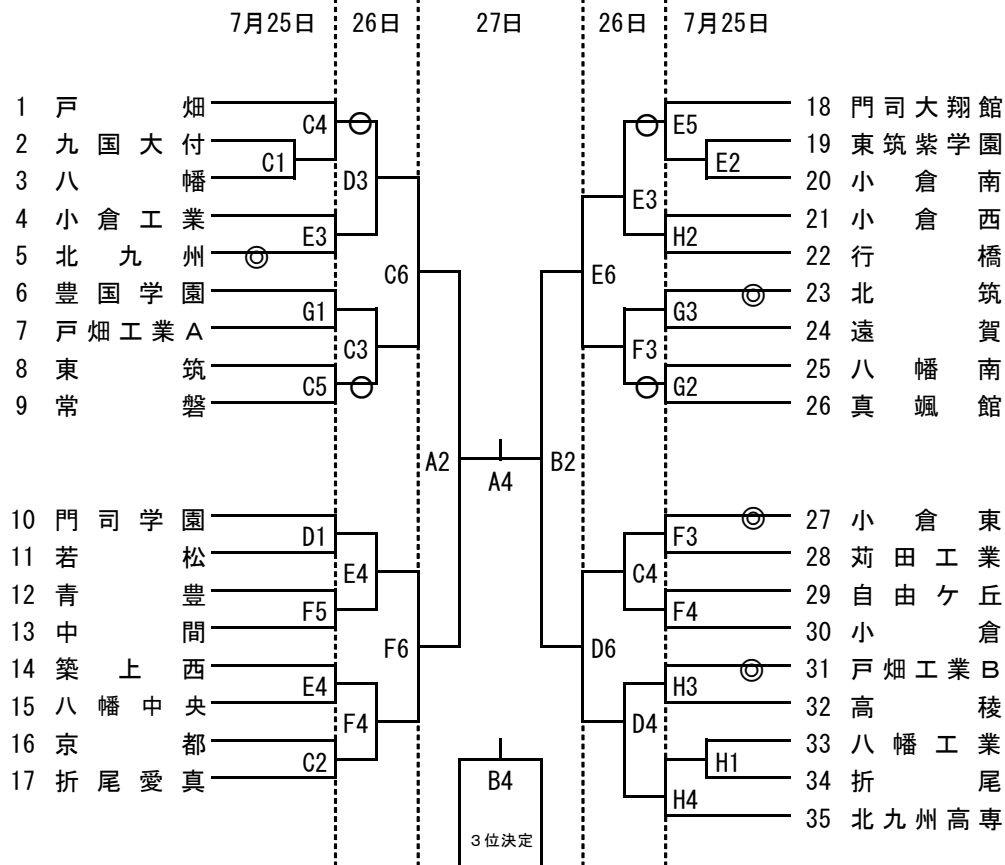 7月25日 26日 27日 26日 7月25日
1 戸畑 C4 ○ ○ E5 18 門司大翔館
2 九国大付 C1 E2 19 東筑紫学園
3 八幡 D3 E3 20 小倉南
4 小倉工業 E3 H2 21 小倉西
5 北九州 ◎ C6 E6 22 行橋
6 豊国学園 G1 G3 ◎ 23 北筑
7 戸畑工業A C3 F3 24 遠賀
8 東筑 C5 ○ ○ G2 25 八幡南
9 常磐 26 真颯館
A2 A4 B2
10 門司学園 D1 F3 ◎ 27 小倉東
11 若松 E4 C4 28 苅田工業
12 青豊 F5 F4 29 自由ケ丘
13 中間 F6 D6 30 小倉
14 築上西 E4 H3 ◎ 31 戸畑工業B
15 八幡中央 F4 D4 32 高稜
16 京都 C2 H1 33 八幡工業
17 折尾愛真 B4 H4 34 折尾
3位決定 35 北九州高専